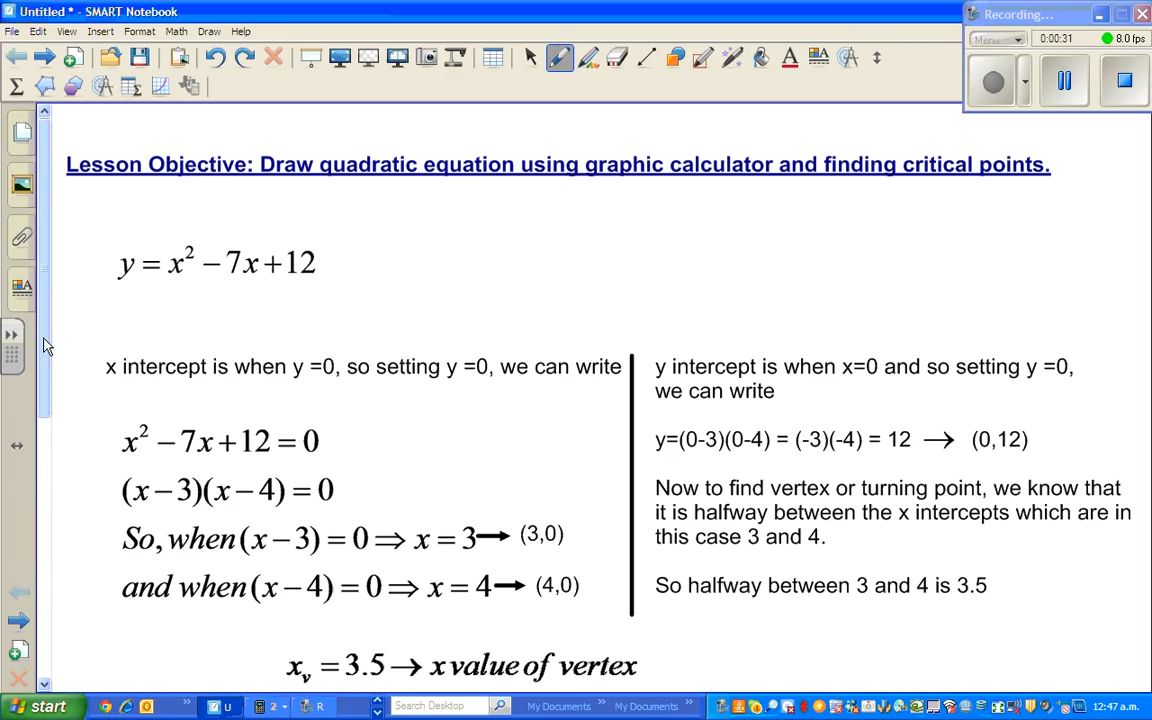 Untitled * - SMART Notebook
Recording...
File Edit View Insert Format Math Draw Help
Menu 0:00:31 8.0 fps
Lesson Objective: Draw quadratic equation using graphic calculator and finding critical points.
y = x² − 7x + 12
x intercept is when y =0, so setting y =0, we can write
x² − 7x + 12 = 0
(x − 3)(x − 4) = 0
So, when (x − 3) = 0 ⇒ x = 3 → (3,0)
and when (x − 4) = 0 ⇒ x = 4 → (4,0)
y intercept is when x=0 and so setting y =0,
we can write
y=(0-3)(0-4) = (-3)(-4) = 12 → (0,12)
Now to find vertex or turning point, we know that
it is halfway between the x intercepts which are in
this case 3 and 4.
So halfway between 3 and 4 is 3.5
xᵥ = 3.5 → x value of vertex
start U 2 R Search Desktop My Documents My Documents 12:47 a.m.